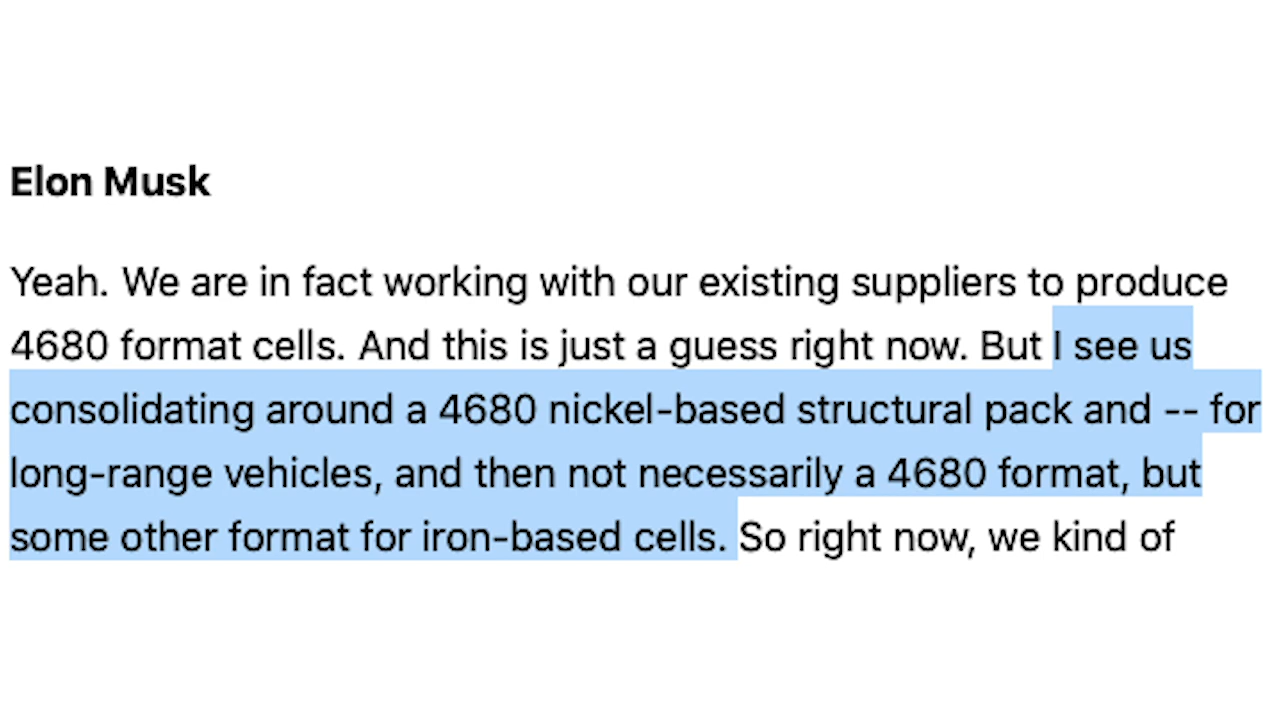 Elon Musk
Yeah. We are in fact working with our existing suppliers to produce
4680 format cells. And this is just a guess right now. But I see us
consolidating around a 4680 nickel-based structural pack and -- for
long-range vehicles, and then not necessarily a 4680 format, but
some other format for iron-based cells. So right now, we kind of